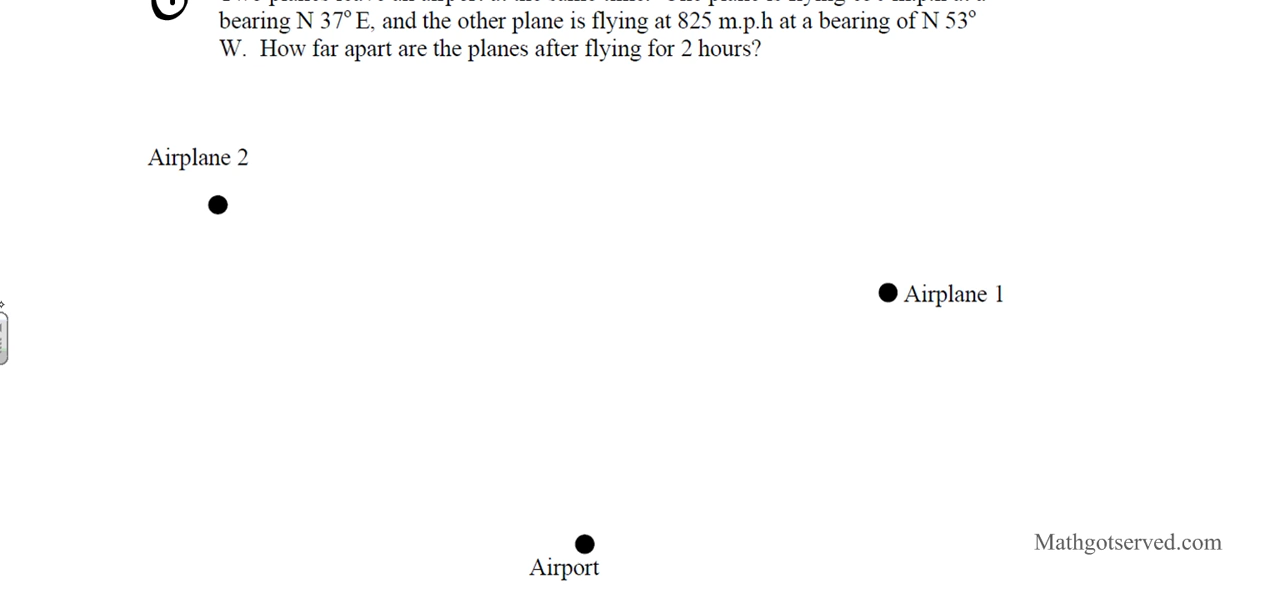 bearing N 37° E, and the other plane is flying at 825 m.p.h at a bearing of N 53°
W. How far apart are the planes after flying for 2 hours?
Airplane 2
Airplane 1
Mathgotserved.com
Airport